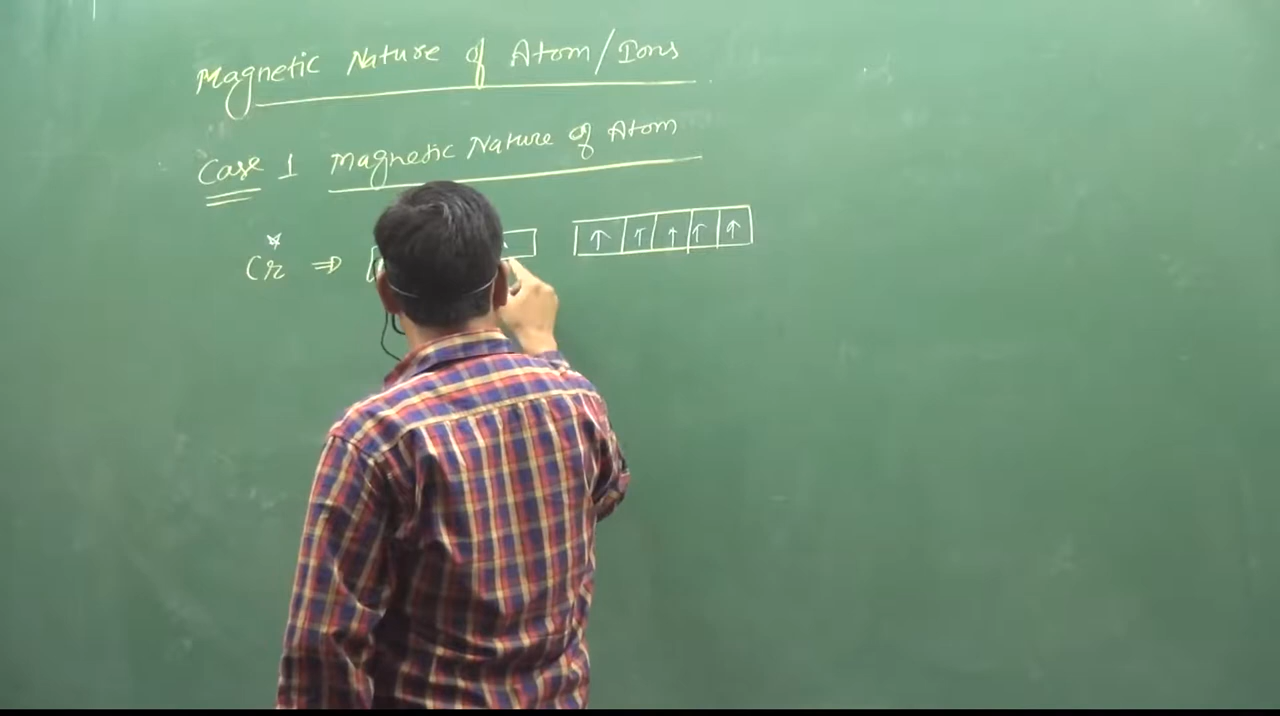 Magnetic Nature of Atom/Ions
Case 1 Magnetic Nature of Atom
Cr ⇒ ↑ ↑ ↑ ↑ ↑